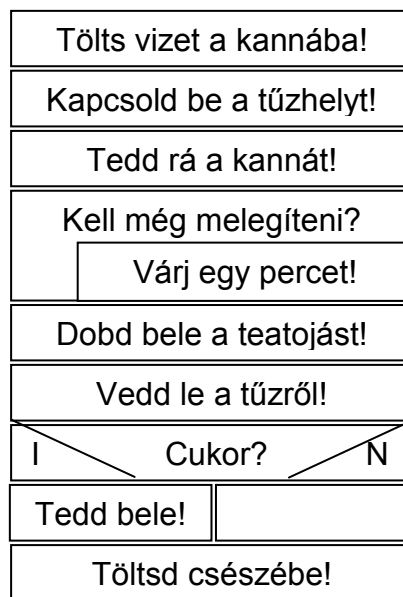 Tölts vizet a kannába!
Kapcsold be a tűzhelyt!
Tedd rá a kannát!
Kell még melegíteni?
Várj egy percet!
Dobd bele a teatojást!
Vedd le a tűzről!
I Cukor? N
Tedd bele!
Töltsd csészébe!